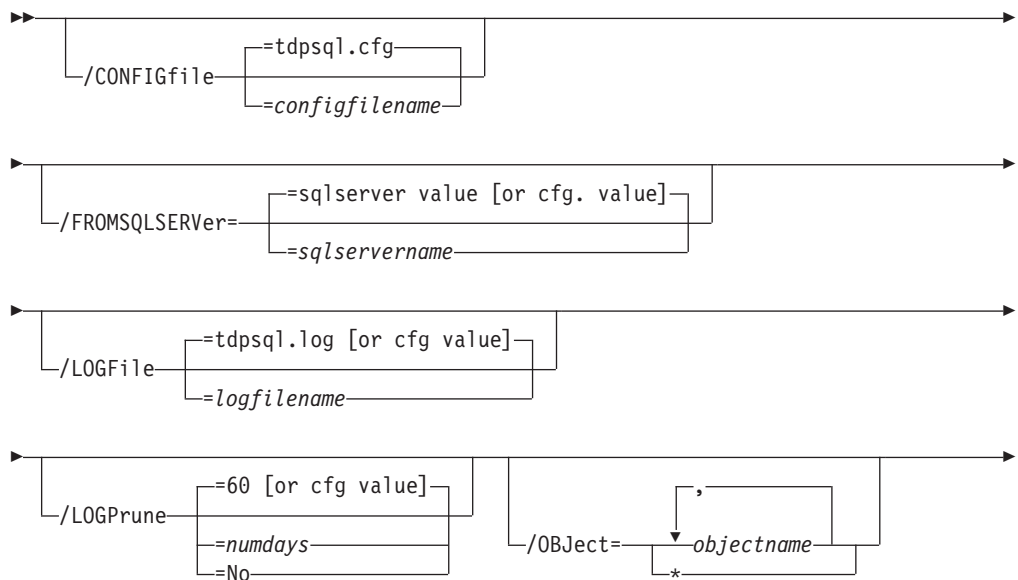 =tdpsql.cfg
/CONFIGfile
=configfilename
=sqlserver value [or cfg. value]
/FROMSQLSERVer=
=sqlservername
=tdpsql.log [or cfg value]
/LOGFile
=logfilename
=60 [or cfg value]
,
/LOGPrune
=numdays
/OBJect=
objectname
=No
*